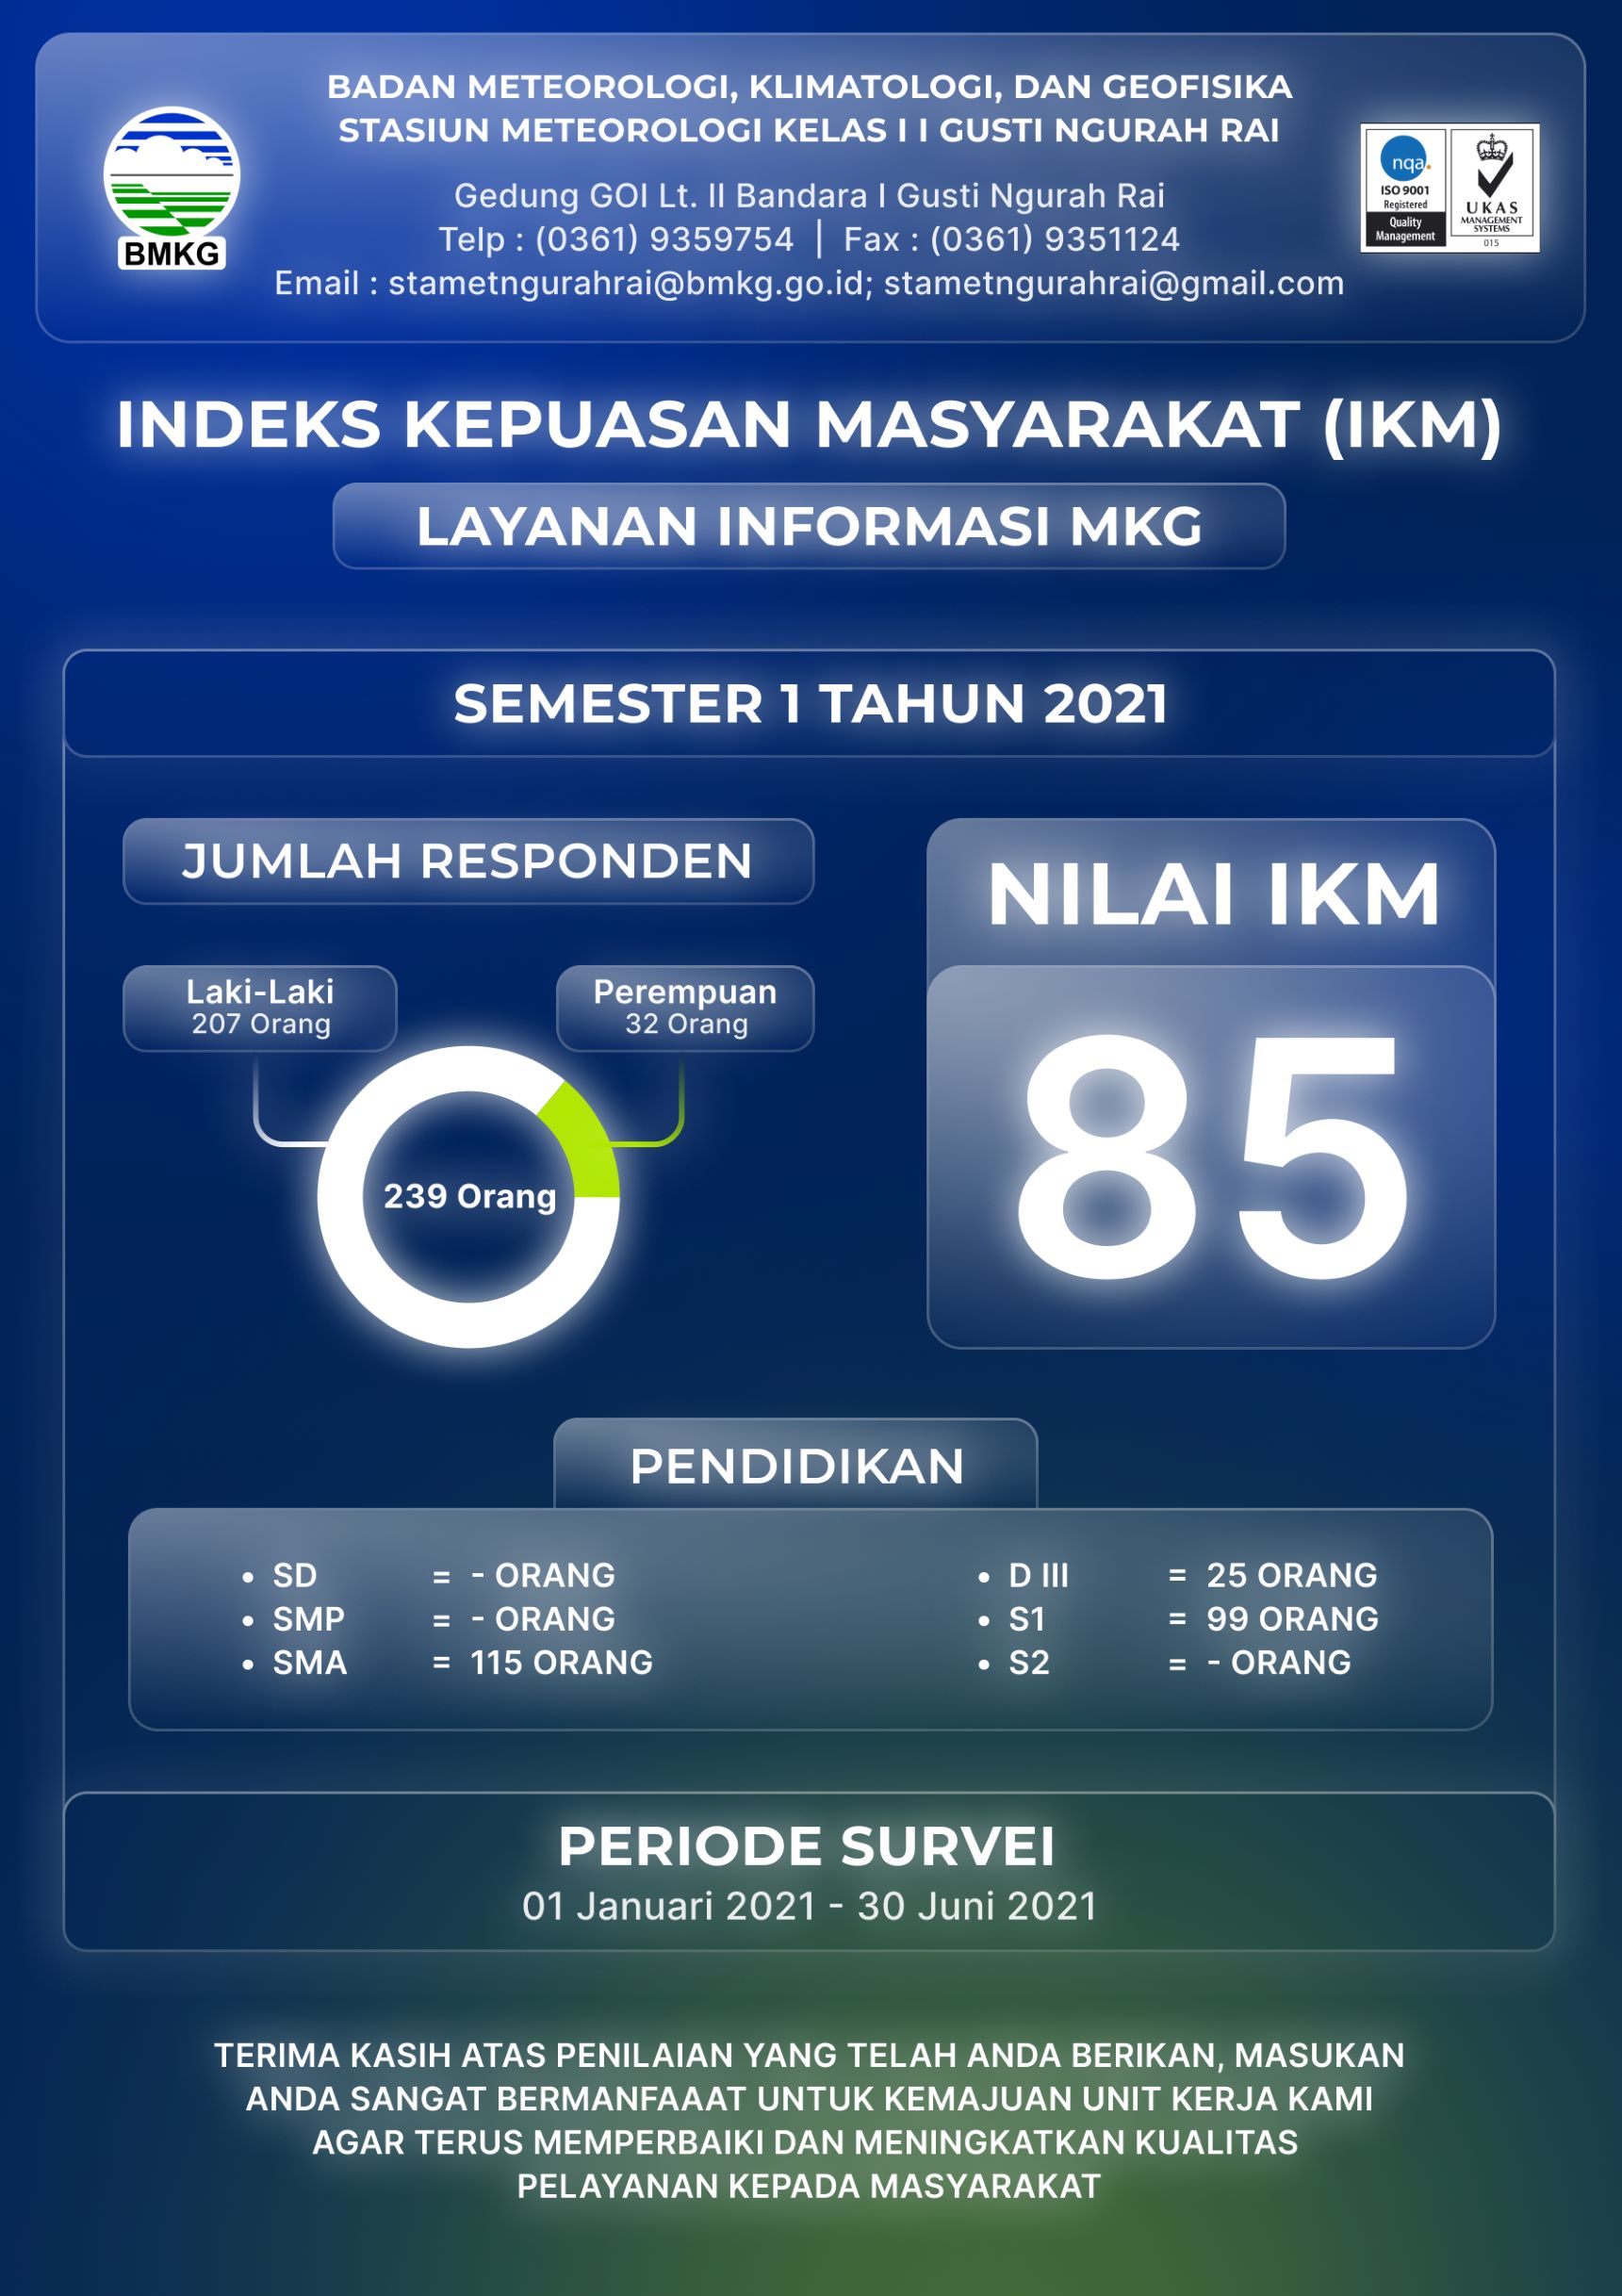 BADAN METEOROLOGI, KLIMATOLOGI, DAN GEOFISIKA
STASIUN METEOROLOGI KELAS I I GUSTI NGURAH RAI
Gedung GOI Lt. II Bandara I Gusti Ngurah Rai
Telp : (0361) 9359754 | Fax : (0361) 9351124
Email : stametngurahrai@bmkg.go.id; stametngurahrai@gmail.com
BMKG
nqa.
ISO 9001
Registered
Quality
Management
UKAS
MANAGEMENT
SYSTEMS
015
INDEKS KEPUASAN MASYARAKAT (IKM)
LAYANAN INFORMASI MKG
SEMESTER 1 TAHUN 2021
JUMLAH RESPONDEN
Laki-Laki
207 Orang
Perempuan
32 Orang
239 Orang
NILAI IKM
85
PENDIDIKAN
• SD = - ORANG
• SMP = - ORANG
• SMA = 115 ORANG
• D III = 25 ORANG
• S1 = 99 ORANG
• S2 = - ORANG
PERIODE SURVEI
01 Januari 2021 - 30 Juni 2021
TERIMA KASIH ATAS PENILAIAN YANG TELAH ANDA BERIKAN, MASUKAN
ANDA SANGAT BERMANFAAAT UNTUK KEMAJUAN UNIT KERJA KAMI
AGAR TERUS MEMPERBAIKI DAN MENINGKATKAN KUALITAS
PELAYANAN KEPADA MASYARAKAT